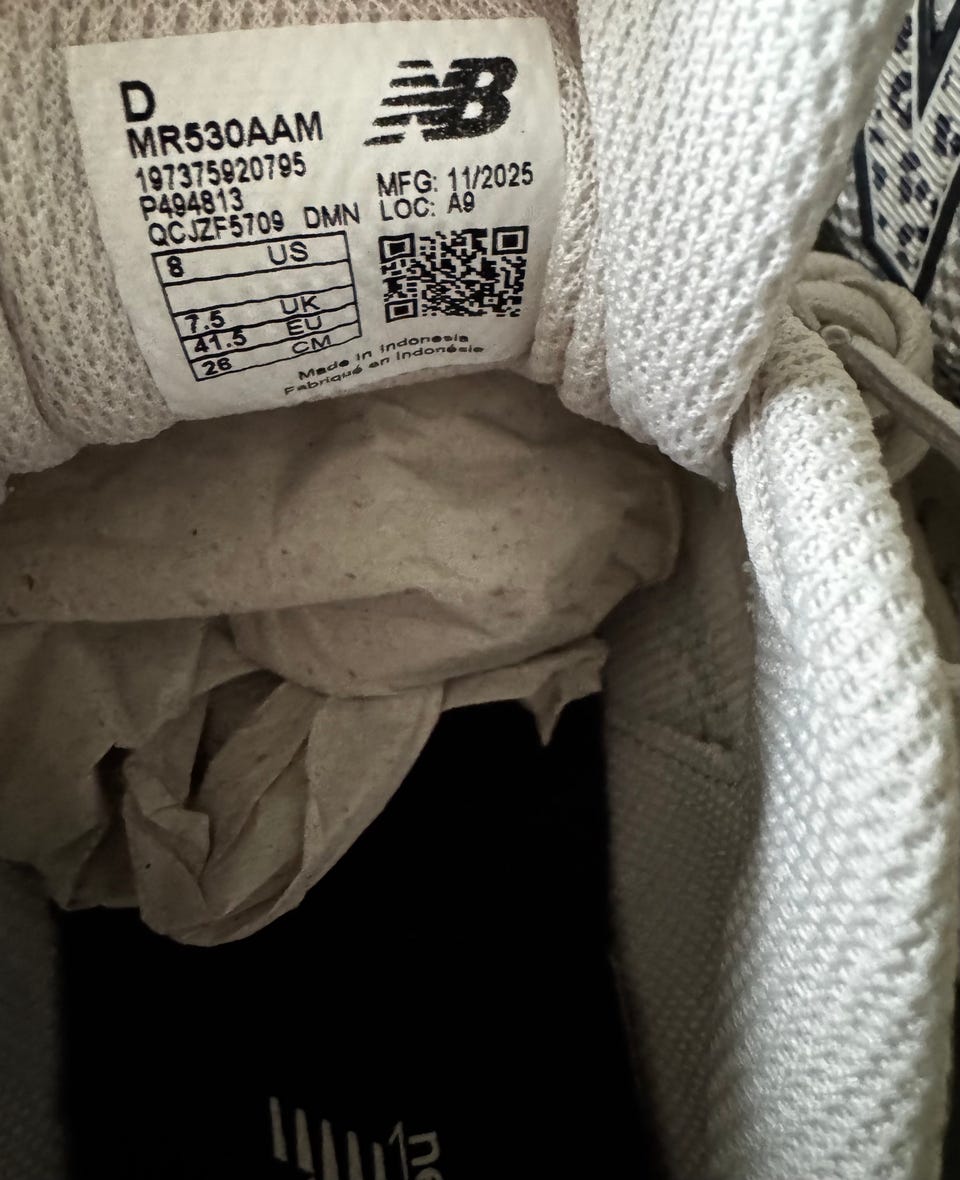 D
MR530AAM
197375920795
P494813
QCJZF5709 DMN
NB
MFG: 11/2025
LOC: A9
8 US
7.5 UK
41.5 EU
26 CM
Made in Indonesia
Fabriqué en Indonésie